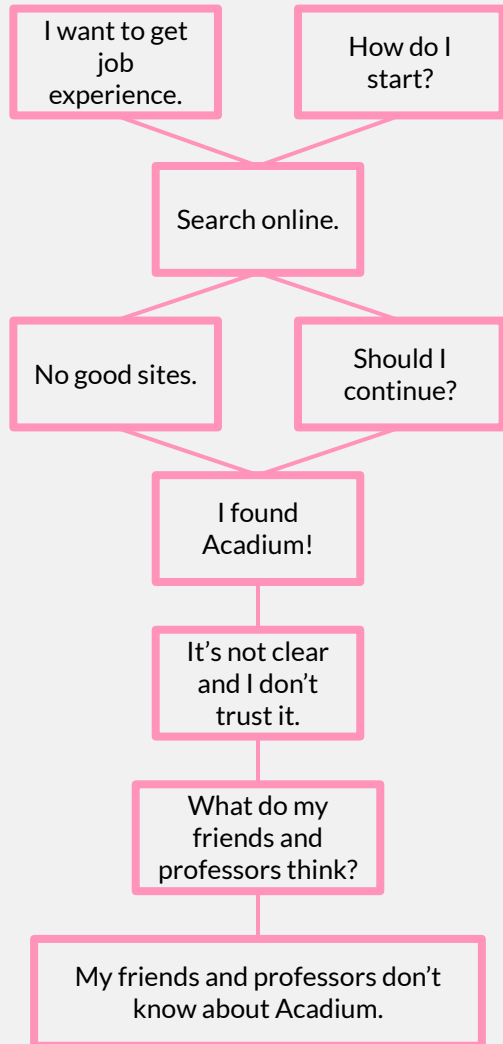 I want to get
job
experience.
How do I
start?
Search online.
No good sites.
Should I
continue?
I found
Acadium!
It’s not clear
and I don’t
trust it.
What do my
friends and
professors think?
My friends and professors don’t
know about Acadium.